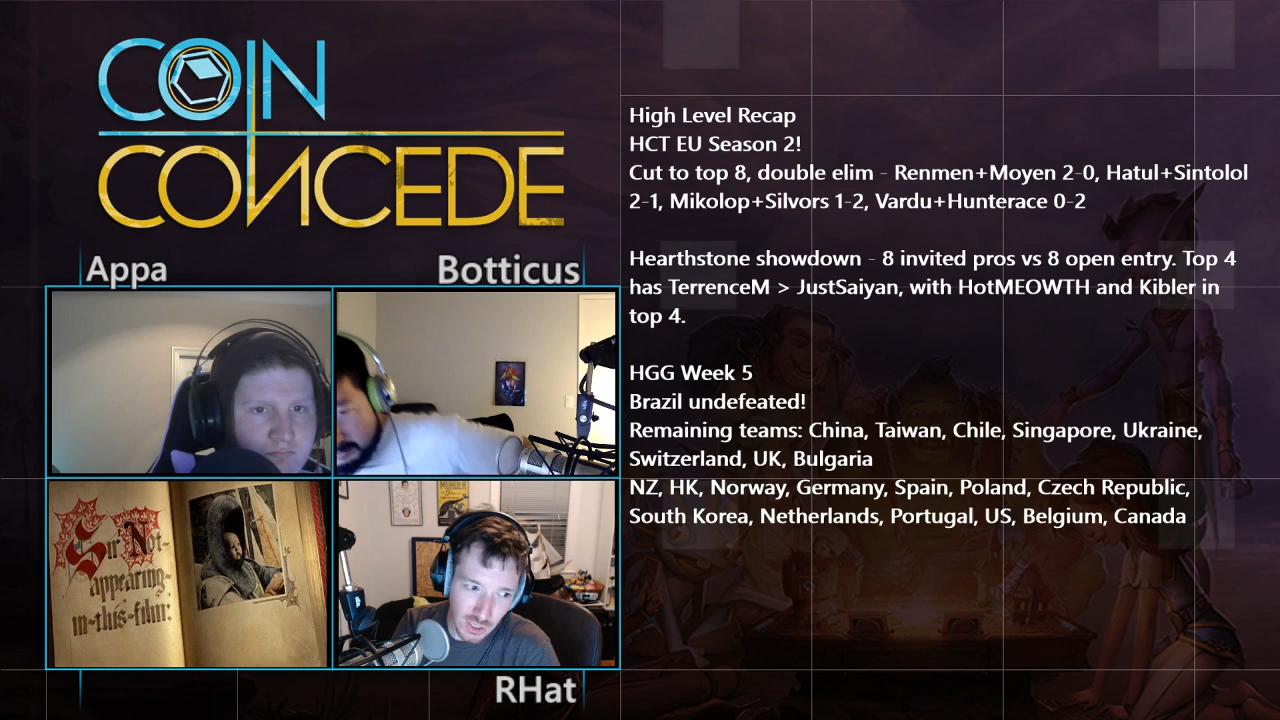 COIN
CONCEDE
Appa
Botticus
Sir Not-
appearing-
in-this-film:
RHat
High Level Recap
HCT EU Season 2!
Cut to top 8, double elim - Renmen+Moyen 2-0, Hatul+Sintolol
2-1, Mikolop+Silvors 1-2, Vardu+Hunterace 0-2
Hearthstone showdown - 8 invited pros vs 8 open entry. Top 4
has TerrenceM > JustSaiyan, with HotMEOWTH and Kibler in
top 4.
HGG Week 5
Brazil undefeated!
Remaining teams: China, Taiwan, Chile, Singapore, Ukraine,
Switzerland, UK, Bulgaria
NZ, HK, Norway, Germany, Spain, Poland, Czech Republic,
South Korea, Netherlands, Portugal, US, Belgium, Canada